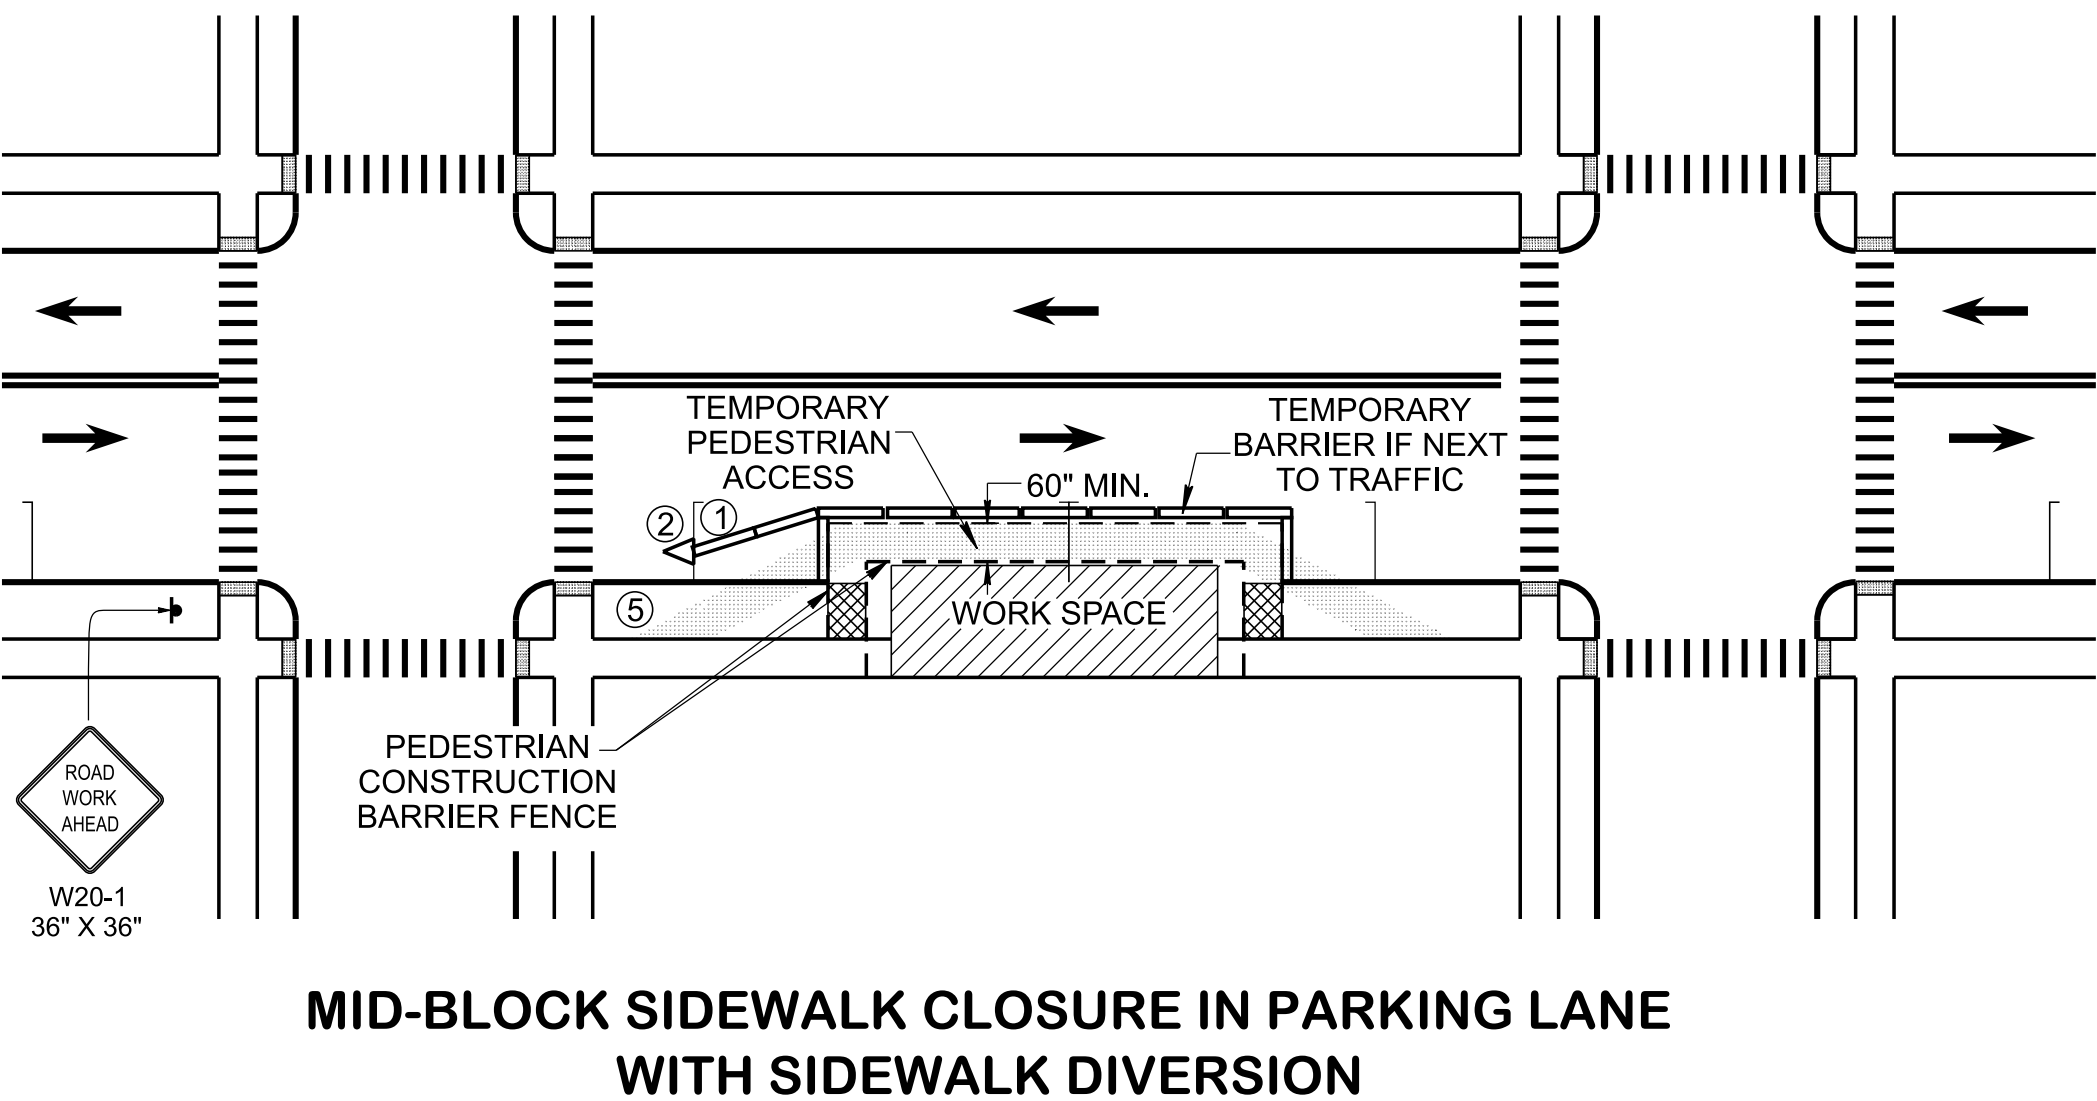 TEMPORARY
PEDESTRIAN
ACCESS
TEMPORARY
BARRIER IF NEXT
TO TRAFFIC
60" MIN.
②
①
⑤
WORK SPACE
PEDESTRIAN
CONSTRUCTION
BARRIER FENCE
ROAD
WORK
AHEAD
W20-1
36" X 36"
MID-BLOCK SIDEWALK CLOSURE IN PARKING LANE
WITH SIDEWALK DIVERSION